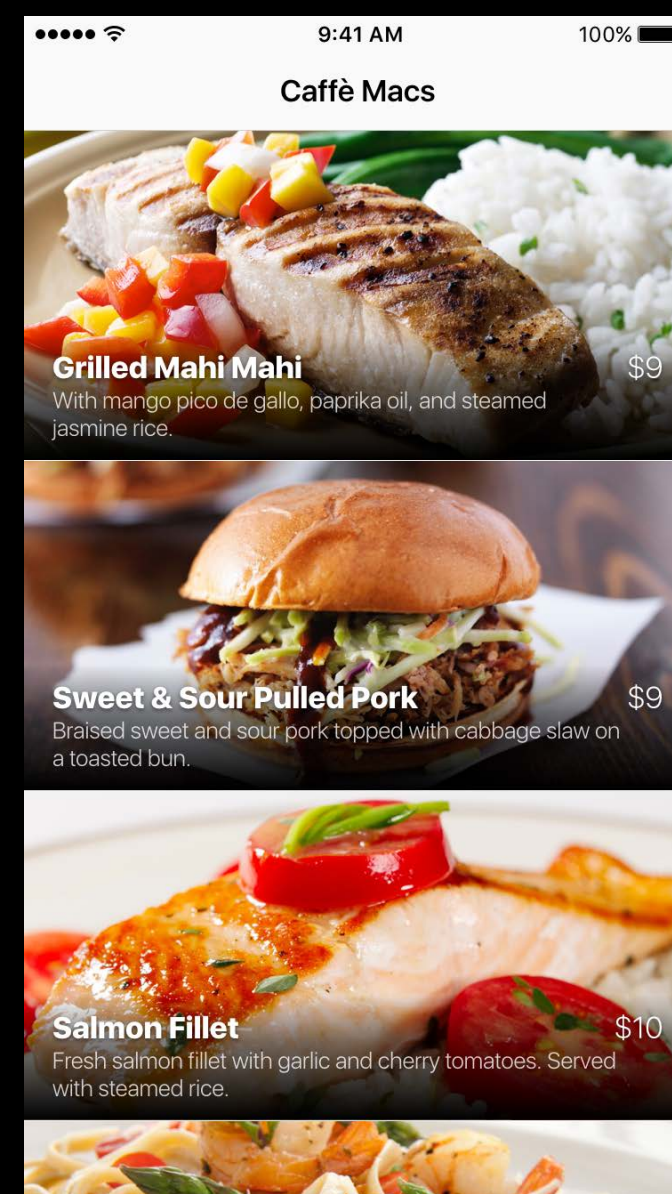 9:41 AM
100%
Caffè Macs
Grilled Mahi Mahi
$9
With mango pico de gallo, paprika oil, and steamed
jasmine rice.
Sweet & Sour Pulled Pork
$9
Braised sweet and sour pork topped with cabbage slaw on
a toasted bun.
Salmon Fillet
$10
Fresh salmon fillet with garlic and cherry tomatoes. Served
with steamed rice.